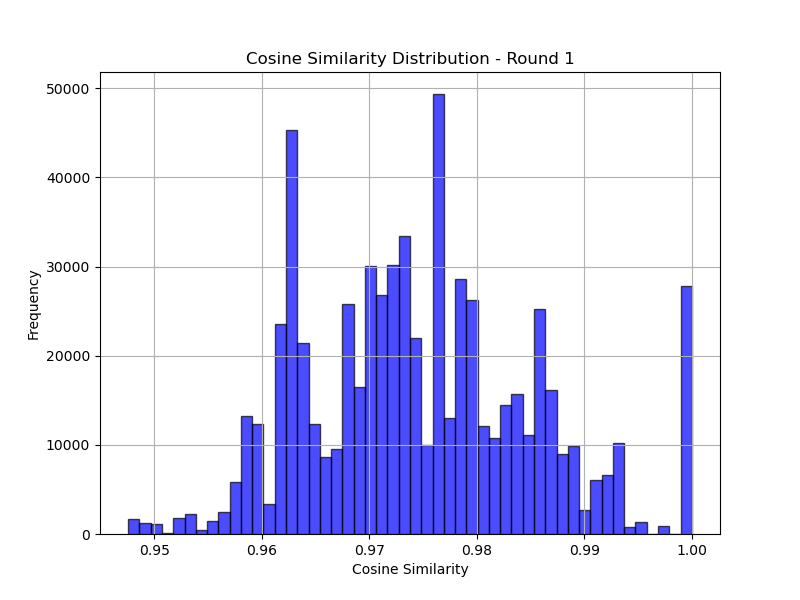 Cosine Similarity Distribution - Round 1
Frequency
50000
40000
30000
20000
10000
0
0.95 0.96 0.97 0.98 0.99 1.00
Cosine Similarity